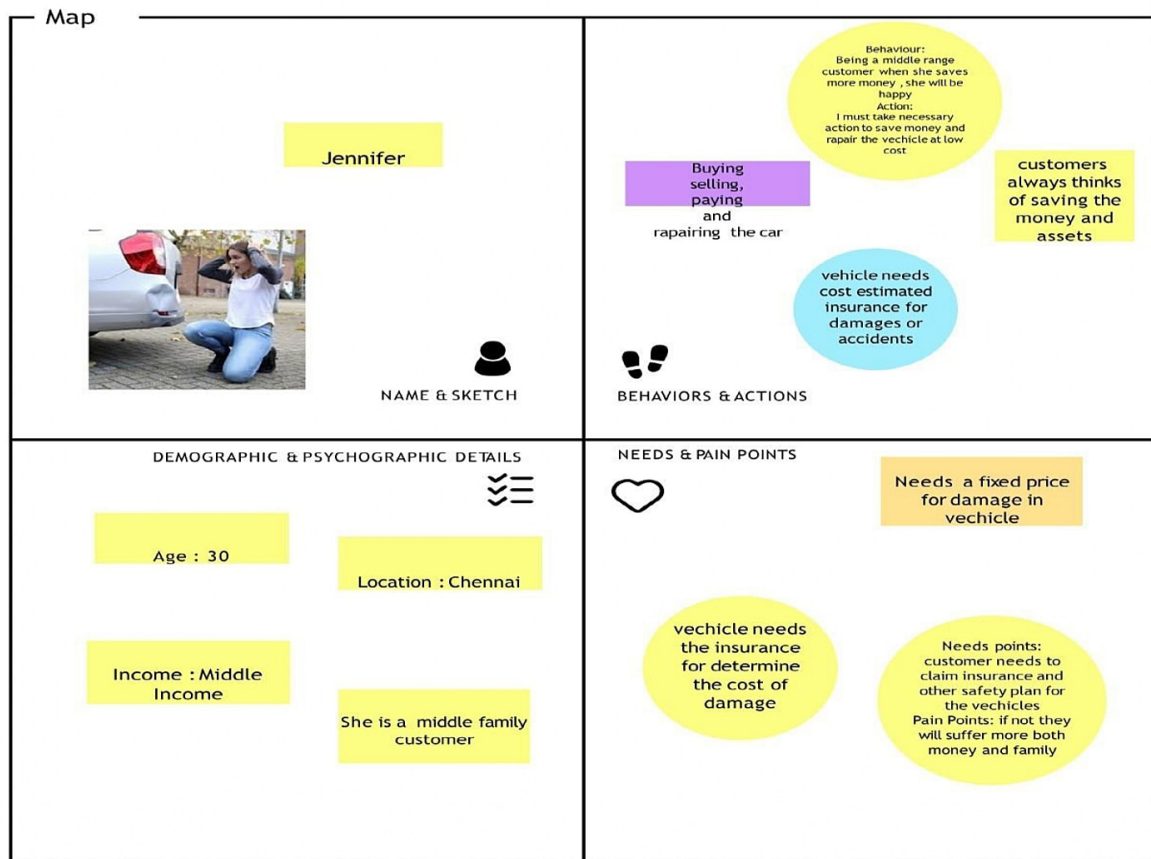 Map
Jennifer
NAME & SKETCH
Behaviour:
Being a middle range
customer when she saves
more money , she will be
happy
Action:
I must take necessary
action to save money and
rapair the vechicle at low
cost
Buying
selling,
paying
and
rapairing the car
customers
always thinks
of saving the
money and
assets
vehicle needs
cost estimated
insurance for
damages or
accidents
BEHAVIORS & ACTIONS
DEMOGRAPHIC & PSYCHOGRAPHIC DETAILS
Age : 30
Location : Chennai
Income : Middle
Income
She is a middle family
customer
NEEDS & PAIN POINTS
Needs a fixed price
for damage in
vechicle
vechicle needs
the insurance
for determine
the cost of
damage
Needs points:
customer needs to
claim insurance and
other safety plan for
the vechicles
Pain Points: if not they
will suffer more both
money and family